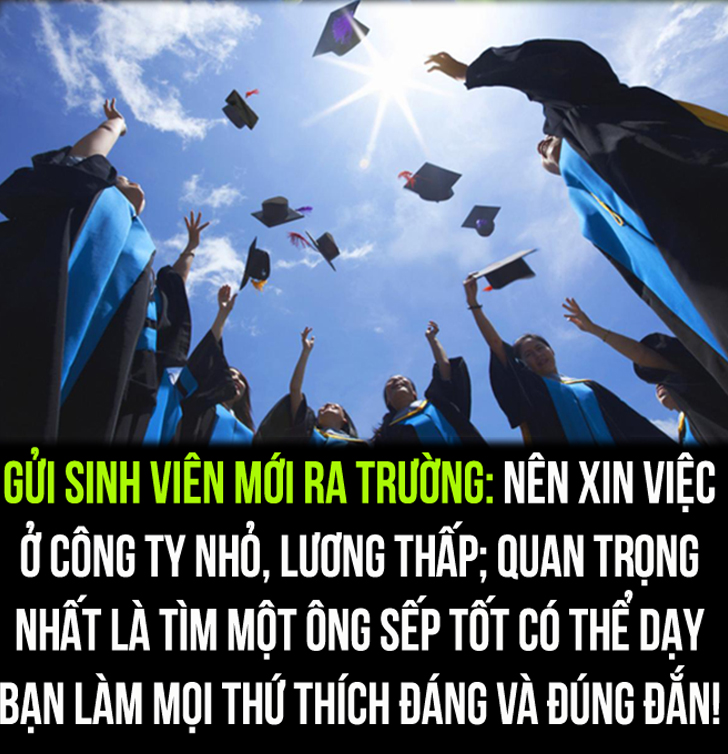 GỬI SINH VIÊN MỚI RA TRƯỜNG: NÊN XIN VIỆC
Ở CÔNG TY NHỎ, LƯƠNG THẤP; QUAN TRỌNG
NHẤT LÀ TÌM MỘT ÔNG SẾP TỐT CÓ THỂ DẠY
BẠN LÀM MỌI THỨ THÍCH ĐÁNG VÀ ĐÚNG ĐẮN!